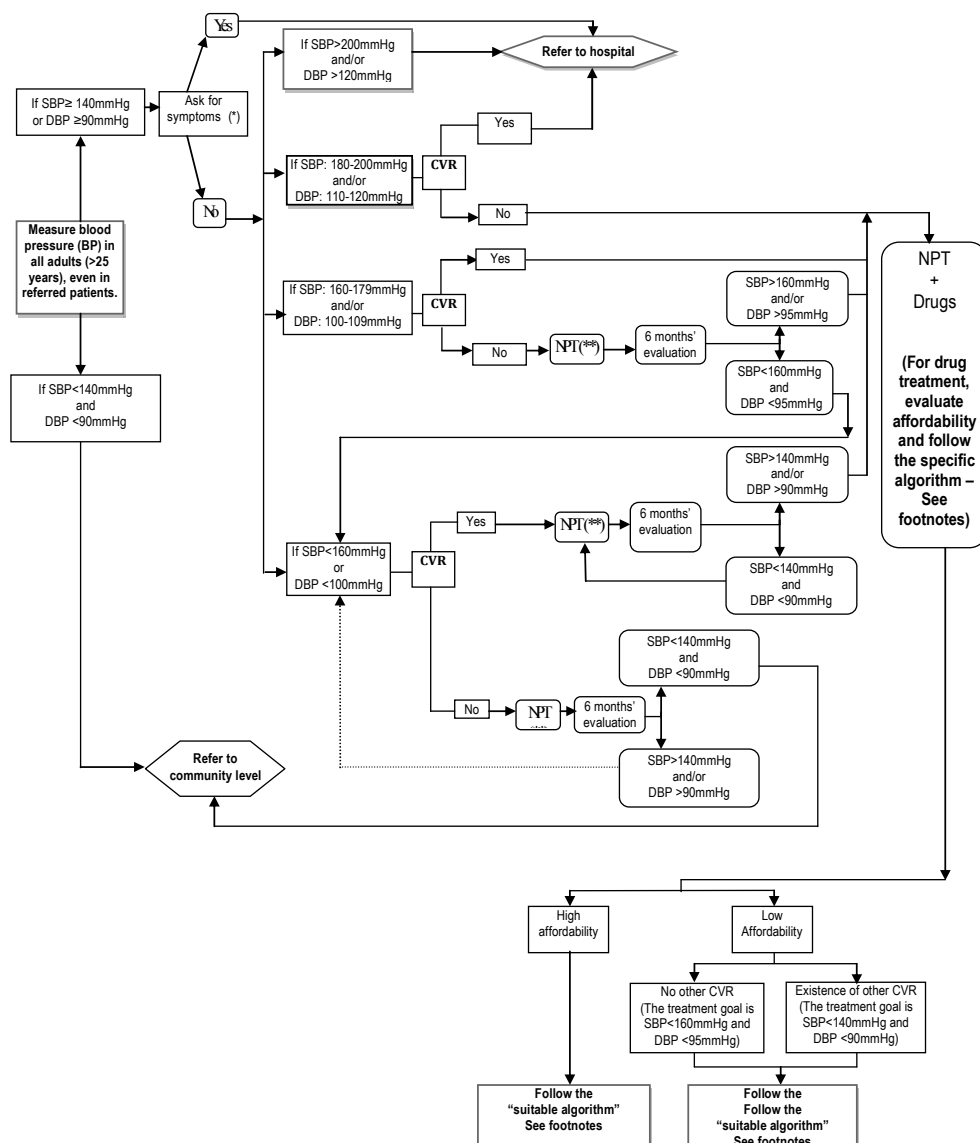 Yes
If SBP>200mmHg
and/or
DBP >120mmHg
Refer to hospital
If SBP≥ 140mmHg
or DBP ≥90mmHg
Ask for
symptoms (*)
Yes
If SBP: 180-200mmHg
and/or
DBP: 110-120mmHg
CVR
No
No
Measure blood
pressure (BP) in
all adults (>25
years), even in
referred patients.
Yes
If SBP: 160-179mmHg
and/or
DBP: 100-109mmHg
CVR
No
NPT(**)
6 months'
evaluation
SBP>160mmHg
and/or
DBP >95mmHg
SBP<160mmHg
and
DBP <95mmHg
NPT
+
Drugs
(For drug
treatment,
evaluate
affordability
and follow
the specific
algorithm –
See
footnotes)
If SBP<140mmHg
and
DBP <90mmHg
SBP>140mmHg
and/or
DBP >90mmHg
Yes
NPT(**)
6 months'
evaluation
If SBP<160mmHg
or
DBP <100mmHg
CVR
SBP<140mmHg
and
DBP <90mmHg
SBP<140mmHg
and
DBP <90mmHg
No
NPT
6 months'
evaluation
SBP>140mmHg
and/or
DBP >90mmHg
Refer to
community level
High
affordability
Low
Affordability
No other CVR
(The treatment goal is
SBP<160mmHg and
DBP <95mmHg)
Existence of other CVR
(The treatment goal is
SBP<140mmHg and
DBP <90mmHg)
Follow the
“suitable algorithm”
See footnotes
Follow the
Follow the
“suitable algorithm”
See footnotes